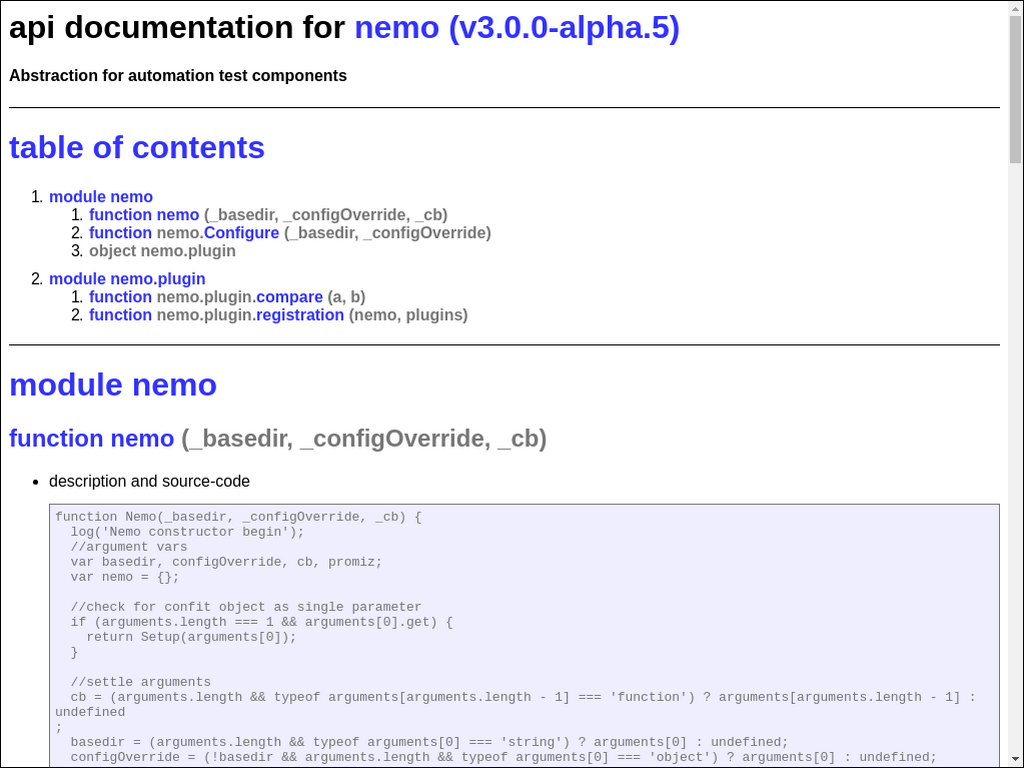 api documentation for nemo (v3.0.0-alpha.5)
Abstraction for automation test components
table of contents
1. module nemo
1. function nemo (_basedir, _configOverride, _cb)
2. function nemo.Configure (_basedir, _configOverride)
3. object nemo.plugin
2. module nemo.plugin
1. function nemo.plugin.compare (a, b)
2. function nemo.plugin.registration (nemo, plugins)
module nemo
function nemo (_basedir, _configOverride, _cb)
• description and source-code
function Nemo(_basedir, _configOverride, _cb) {
  log('Nemo constructor begin');
  //argument vars
  var basedir, configOverride, cb, promiz;
  var nemo = {};
  //check for confit object as single parameter
  if (arguments.length === 1 && arguments[0].get) {
    return Setup(arguments[0]);
  }
  //settle arguments
  cb = (arguments.length && typeof arguments[arguments.length - 1] === 'function') ? arguments[arguments.length - 1] :
undefined
;
  basedir = (arguments.length && typeof arguments[0] === 'string') ? arguments[0] : undefined;
  configOverride = (!basedir && arguments.length && typeof arguments[0] === 'object') ? arguments[0] : undefined;